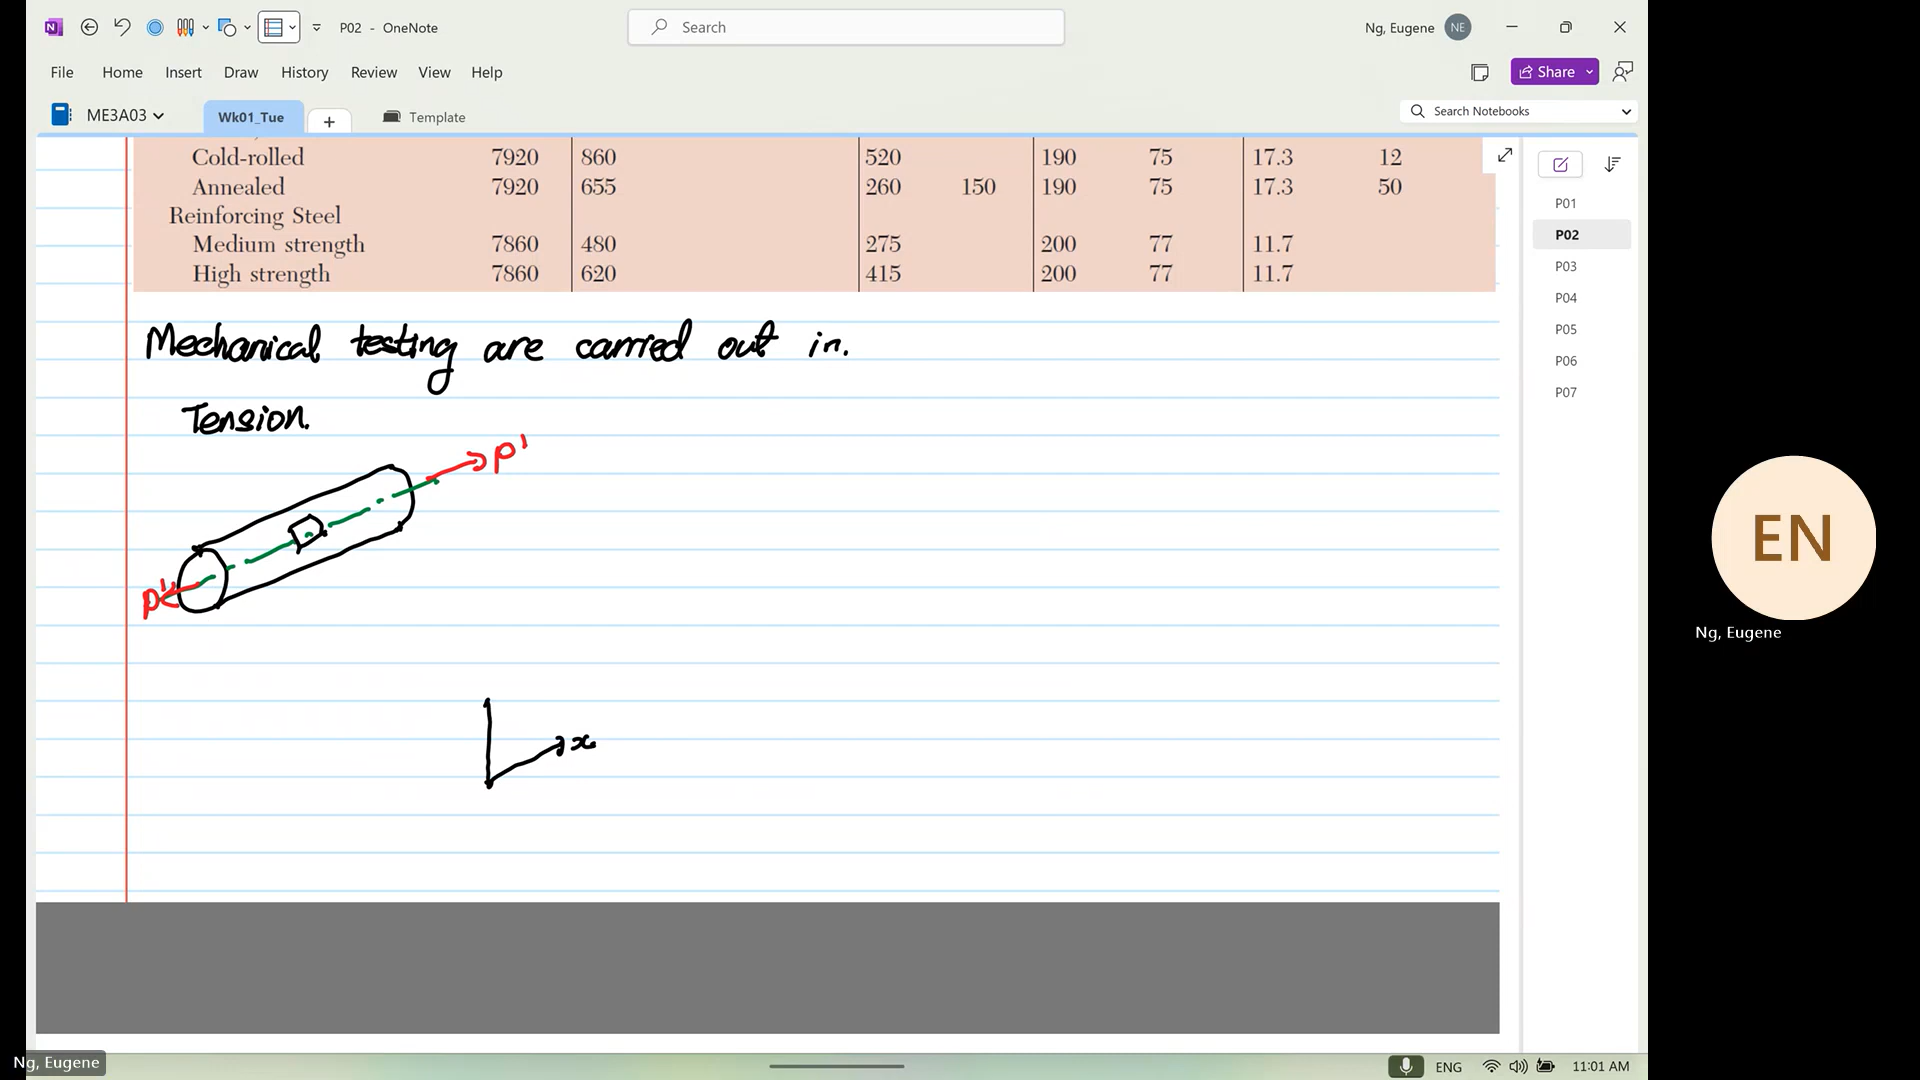 P02 - OneNote
Search
Ng, Eugene NE
File Home Insert Draw History Review View Help
Share
ME3A03
Wk01_Tue
+
Template
Search Notebooks
Cold-rolled 7920 860 520 190 75 17.3 12
Annealed 7920 655 260 150 190 75 17.3 50
Reinforcing Steel
Medium strength 7860 480 275 200 77 11.7
High strength 7860 620 415 200 77 11.7
P01
P02
P03
P04
P05
P06
P07
Mechanical testing are carried out in.
Tension.
P'
P'
x
EN
Ng, Eugene
Ng, Eugene
ENG 11:01 AM